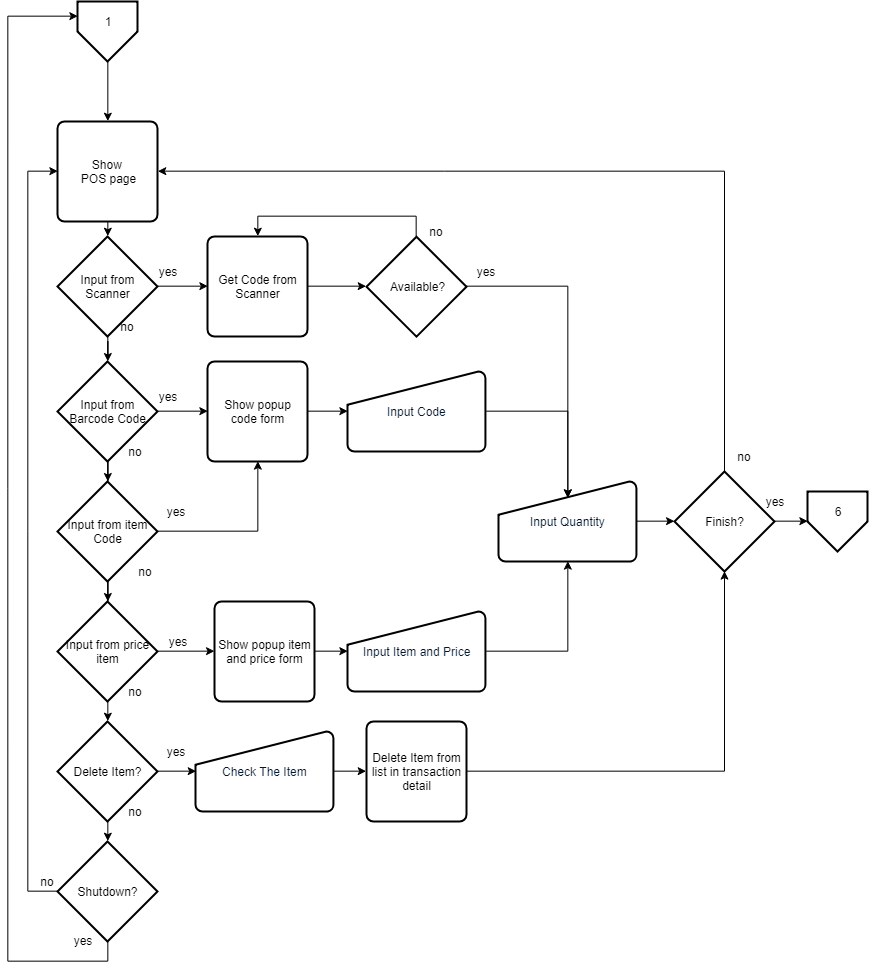 1
Show
POS page
Input from
Scanner
yes
no
Get Code from
Scanner
Available?
no
yes
Input from
Barcode Code
yes
no
Show popup
code form
Input Code
Input from item
Code
yes
no
Input Quantity
Finish?
no
yes
6
Input from price
item
yes
no
Show popup item
and price form
Input Item and Price
Delete Item?
yes
no
Check The Item
Delete Item from
list in transaction
detail
Shutdown?
no
yes